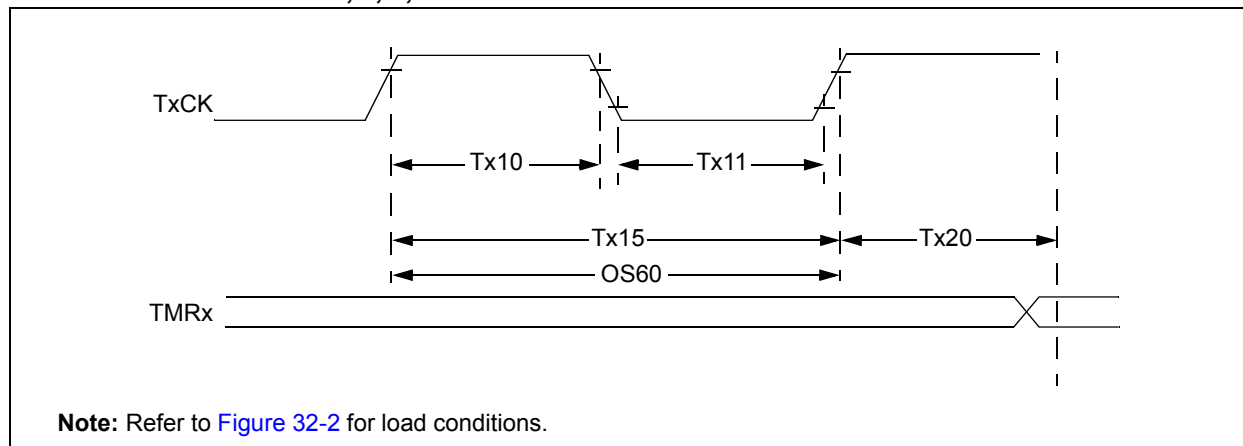 TxCK
Tx10 Tx11
Tx15 Tx20
OS60
TMRx
Note: Refer to Figure 32-2 for load conditions.